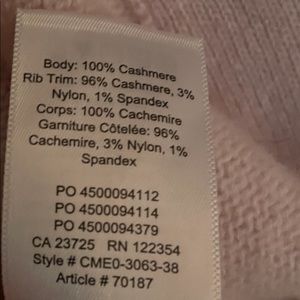 Body: 100% Cashmere
Rib Trim: 96% Cashmere, 3%
Nylon, 1% Spandex
Corps: 100% Cachemire
Garniture Côtelée: 96%
Cachemire, 3% Nylon, 1%
Spandex
PO 4500094112
PO 4500094114
PO 4500094379
CA 23725 RN 122354
Style # CME0-3063-38
Article # 70187